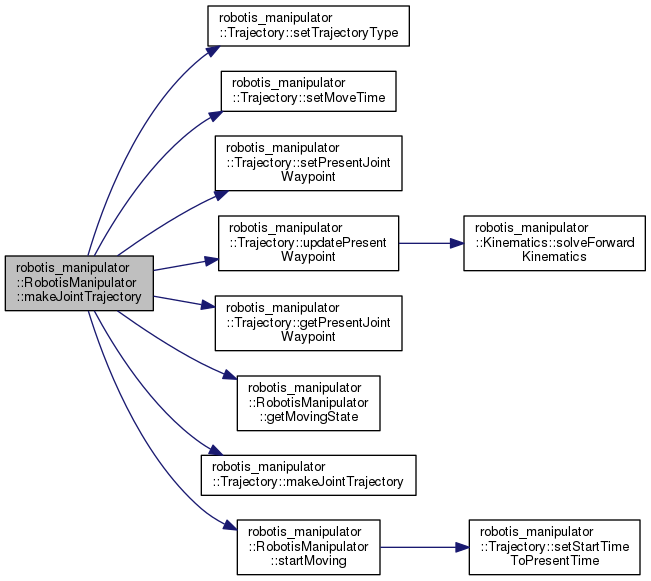 robotis_manipulator
::RobotisManipulator
::makeJointTrajectory
robotis_manipulator
::Trajectory::setTrajectoryType
robotis_manipulator
::Trajectory::setMoveTime
robotis_manipulator
::Trajectory::setPresentJoint
Waypoint
robotis_manipulator
::Trajectory::updatePresent
Waypoint
robotis_manipulator
::Kinematics::solveForward
Kinematics
robotis_manipulator
::Trajectory::getPresentJoint
Waypoint
robotis_manipulator
::RobotisManipulator
::getMovingState
robotis_manipulator
::Trajectory::makeJointTrajectory
robotis_manipulator
::RobotisManipulator
::startMoving
robotis_manipulator
::Trajectory::setStartTime
ToPresentTime